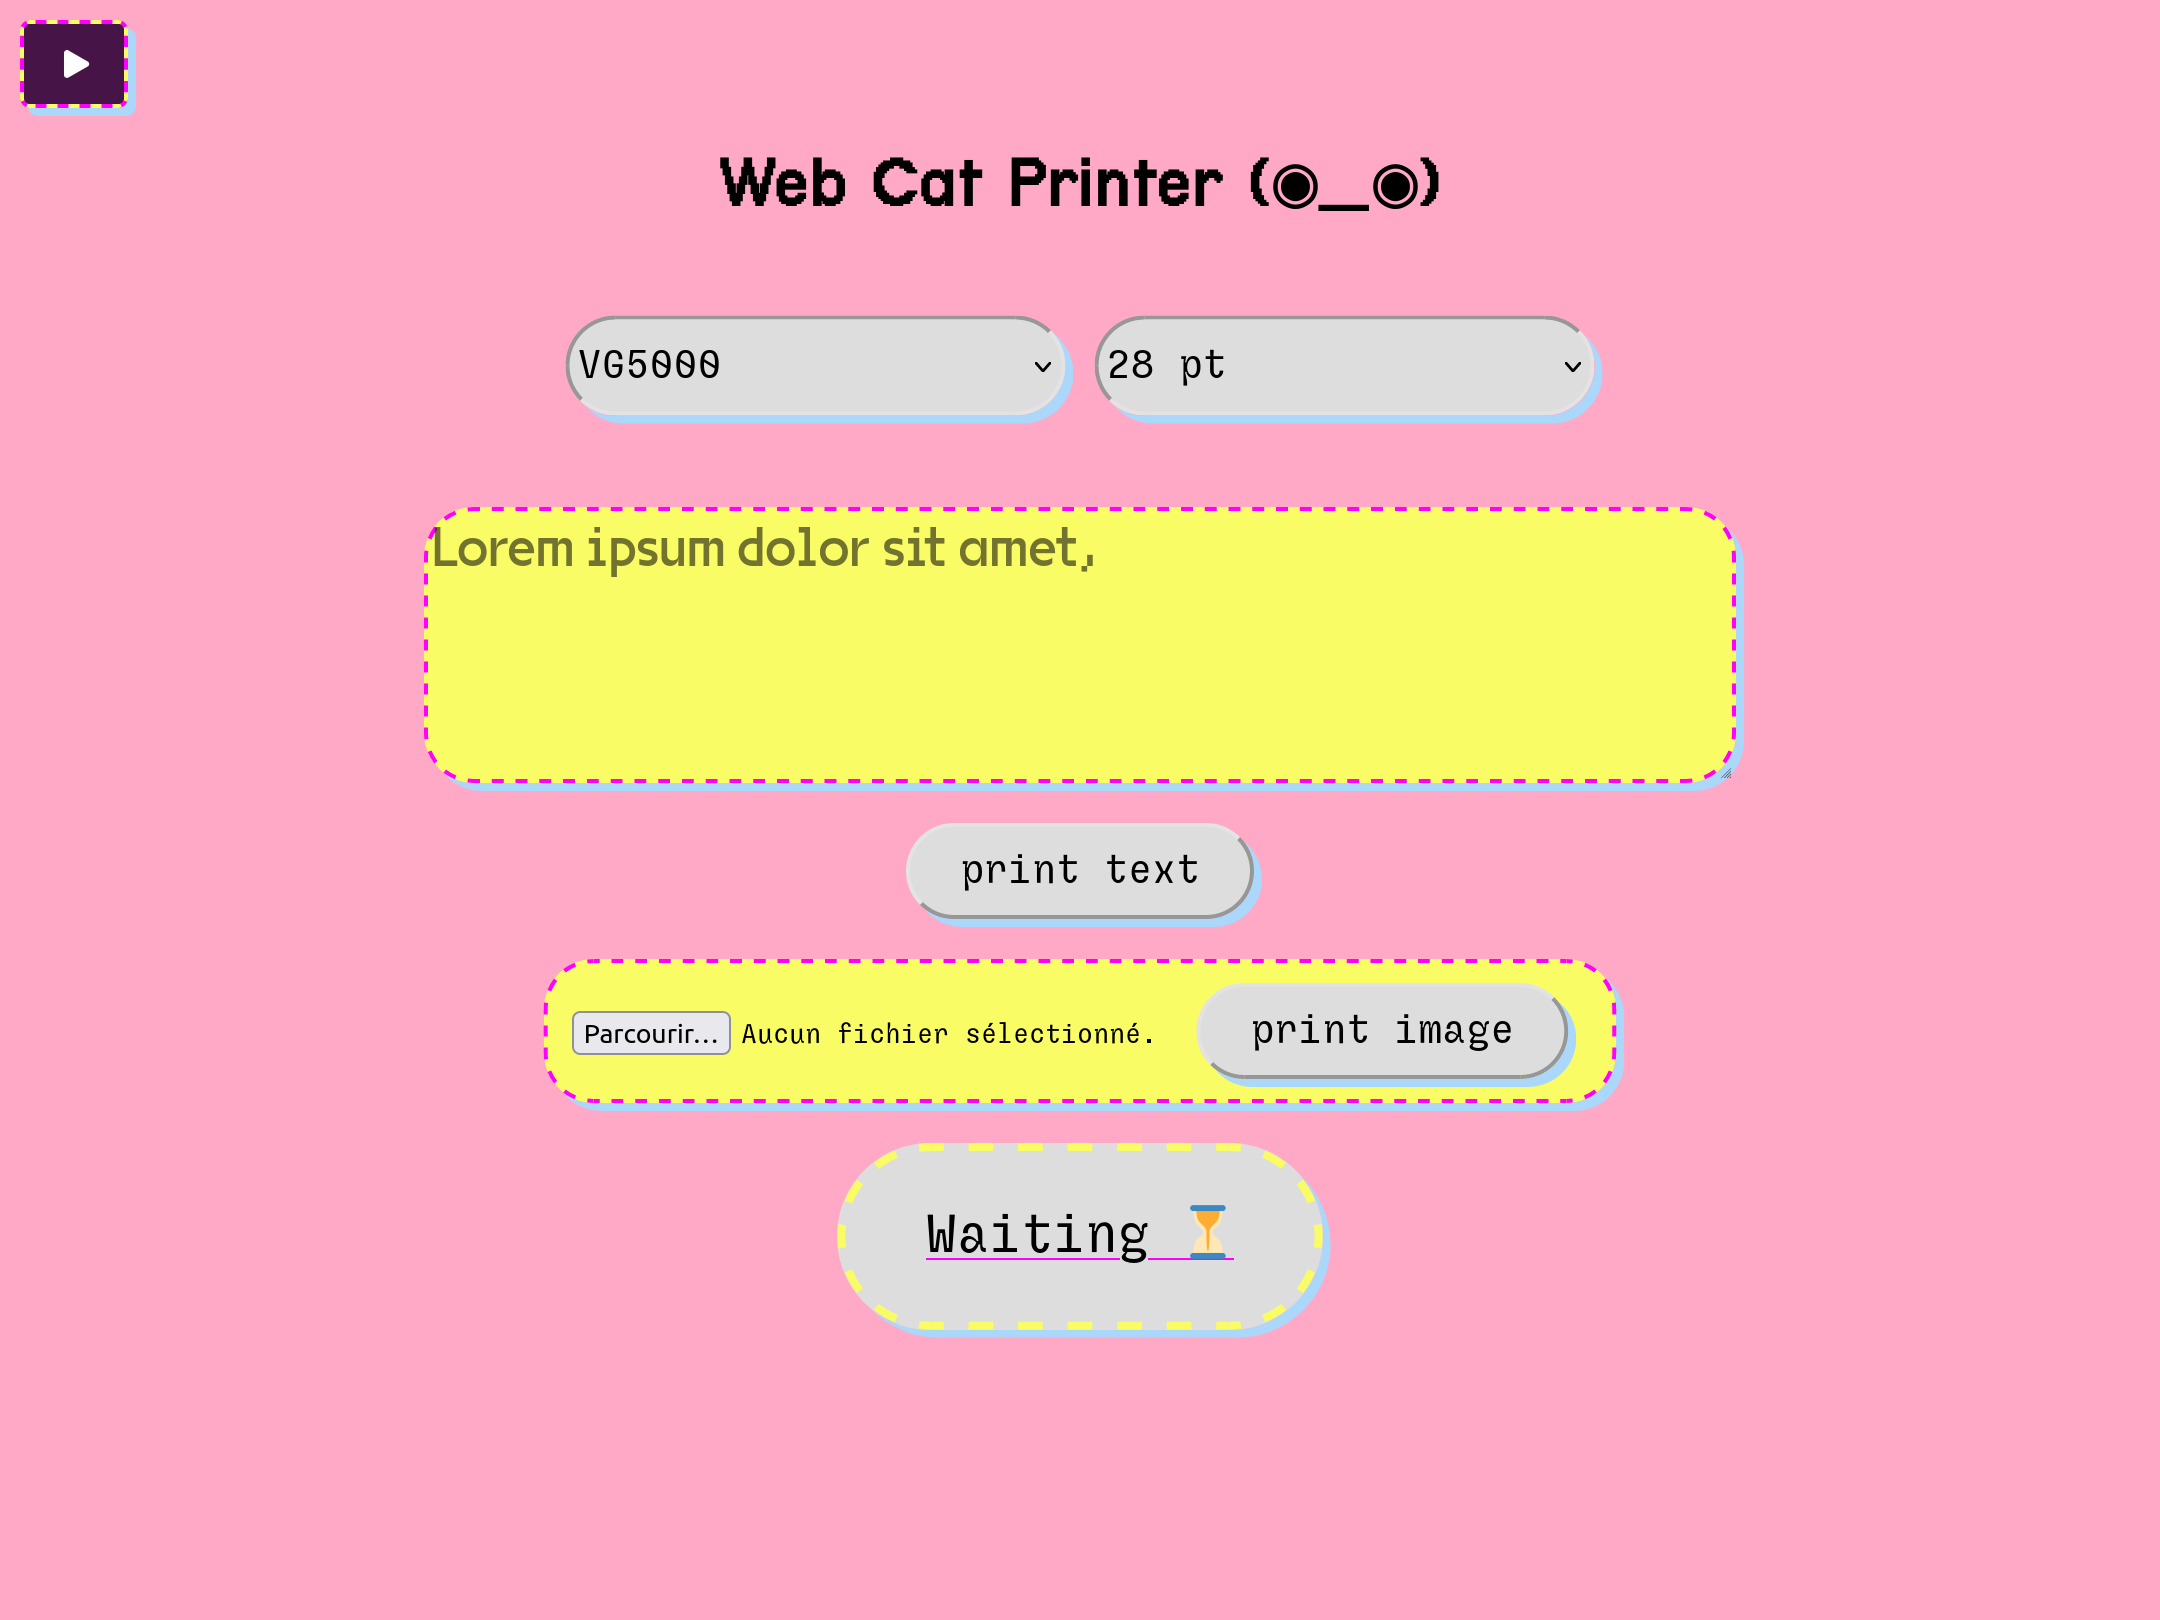 Web Cat Printer (◉__◉)
VG5000
28 pt
Lorem ipsum dolor sit amet,
print text
Parcourir… Aucun fichier sélectionné.
print image
Waiting ⏳